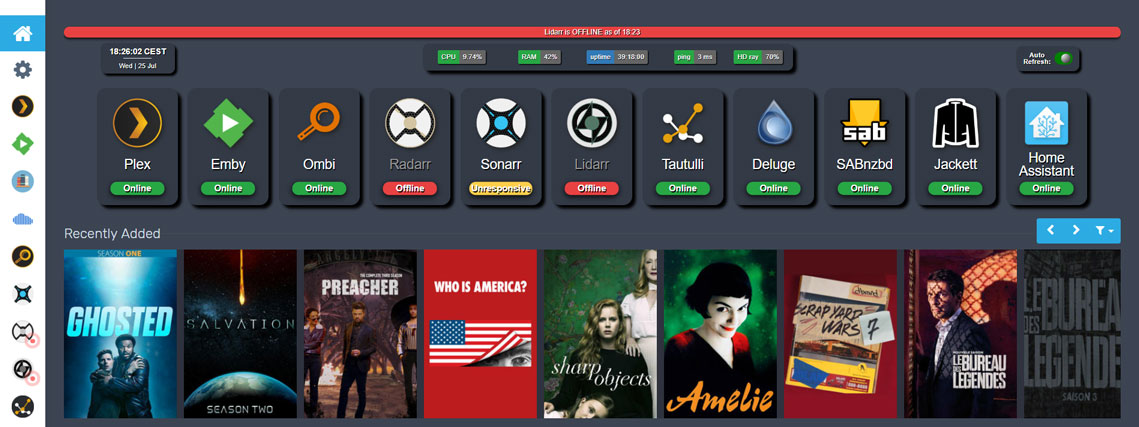 Lidarr is OFFLINE as of 18:23
18:26:02 CEST
Wed | 25 Jul
CPU 9.74%
RAM 42%
uptime 39:18:00
ping 3 ms
HD ray 70%
Auto
Refresh:
Plex
Online
Emby
Online
Ombi
Online
Radarr
Offline
Sonarr
Unresponsive
Lidarr
Offline
Tautulli
Online
Deluge
Online
sab
SABnzbd
Online
Jackett
Online
Home
Assistant
Online
Recently Added
SEASON ONE
GHOSTED
SALVATION
SEASON TWO
THE COMPLETE THIRD SEASON
PREACHER
WHO IS AMERICA?
sharp
objects
Amélie
SCRAPYARD
WARS 7
LE BUREAU
DES
LÉGENDES
LE BUREAU
DES
LÉGENDE
SAISON 3